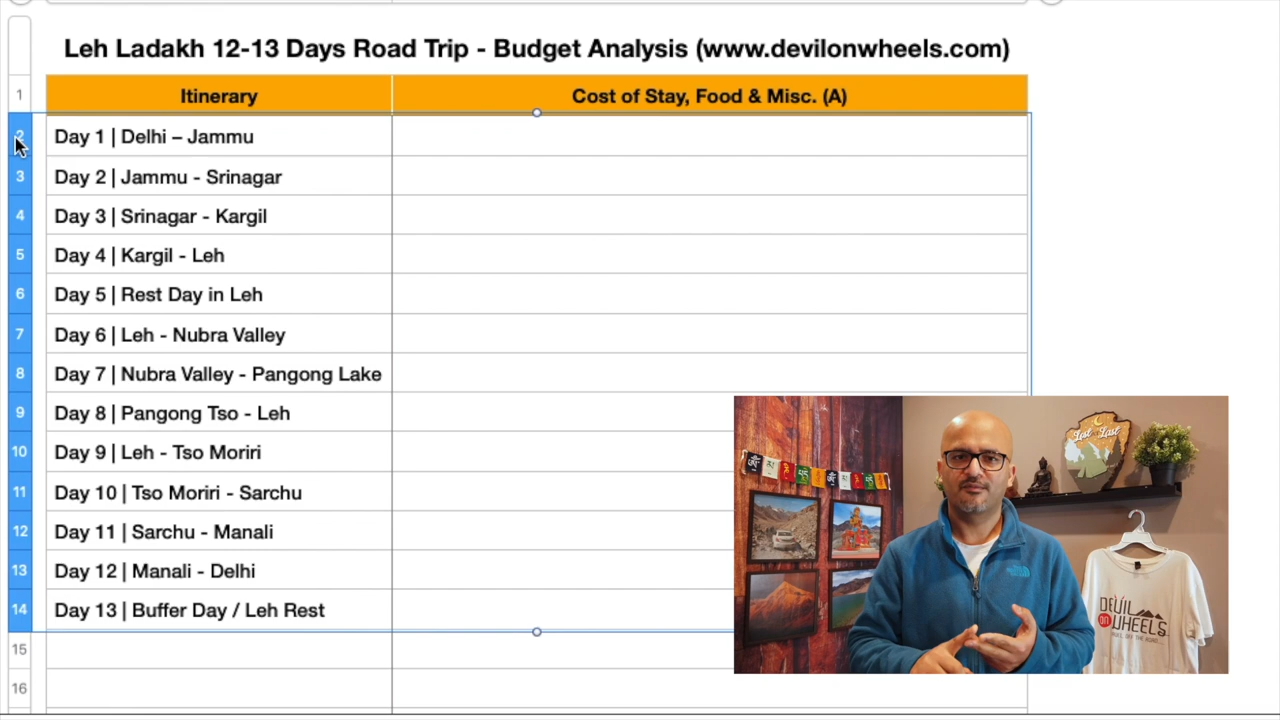 Leh Ladakh 12-13 Days Road Trip - Budget Analysis (www.devilonwheels.com)
1 Itinerary Cost of Stay, Food & Misc. (A)
2 Day 1 | Delhi – Jammu
3 Day 2 | Jammu - Srinagar
4 Day 3 | Srinagar - Kargil
5 Day 4 | Kargil - Leh
6 Day 5 | Rest Day in Leh
7 Day 6 | Leh - Nubra Valley
8 Day 7 | Nubra Valley - Pangong Lake
9 Day 8 | Pangong Tso - Leh
10 Day 9 | Leh - Tso Moriri
11 Day 10 | Tso Moriri - Sarchu
12 Day 11 | Sarchu - Manali
13 Day 12 | Manali - Delhi
14 Day 13 | Buffer Day / Leh Rest
15
16
DEVIL
ON WHEELS